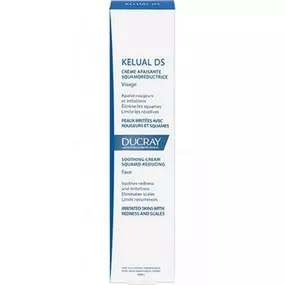 KELUAL DS
CRÈME APAISANTE
SQUAMORÉDUCTRICE
Visage
Apaise rougeurs
et irritations
Élimine les squames
Limite les récidives
PEAUX IRRITÉES AVEC
ROUGEURS ET SQUAMES
DUCRAY
SOOTHING CREAM
SQUAMO-REDUCING
Face
Soothes redness
and irritations
Eliminates scales
Limits recurrences
IRRITATED SKINS WITH
REDNESS AND SCALES